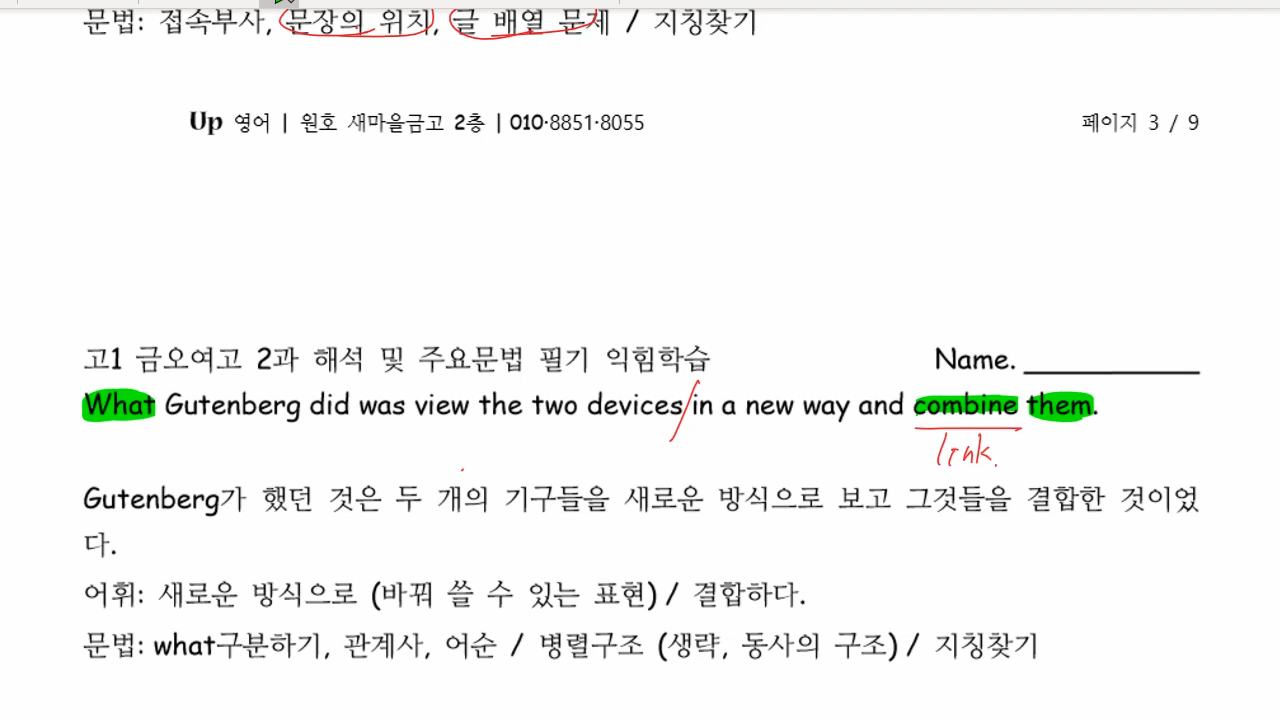 문법: 접속부사, 문장의 위치, 글 배열 문제 / 지칭찾기
Up 영어 | 원호 새마을금고 2층 | 010·8851·8055 페이지 3 / 9
고1 금오여고 2과 해석 및 주요문법 필기 익힘학습 Name.
What Gutenberg did was view the two devices in a new way and combine them.
link.
Gutenberg가 했던 것은 두 개의 기구들을 새로운 방식으로 보고 그것들을 결합한 것이었
다.
어휘: 새로운 방식으로 (바꿔 쓸 수 있는 표현) / 결합하다.
문법: what구분하기, 관계사, 어순 / 병렬구조 (생략, 동사의 구조) / 지칭찾기